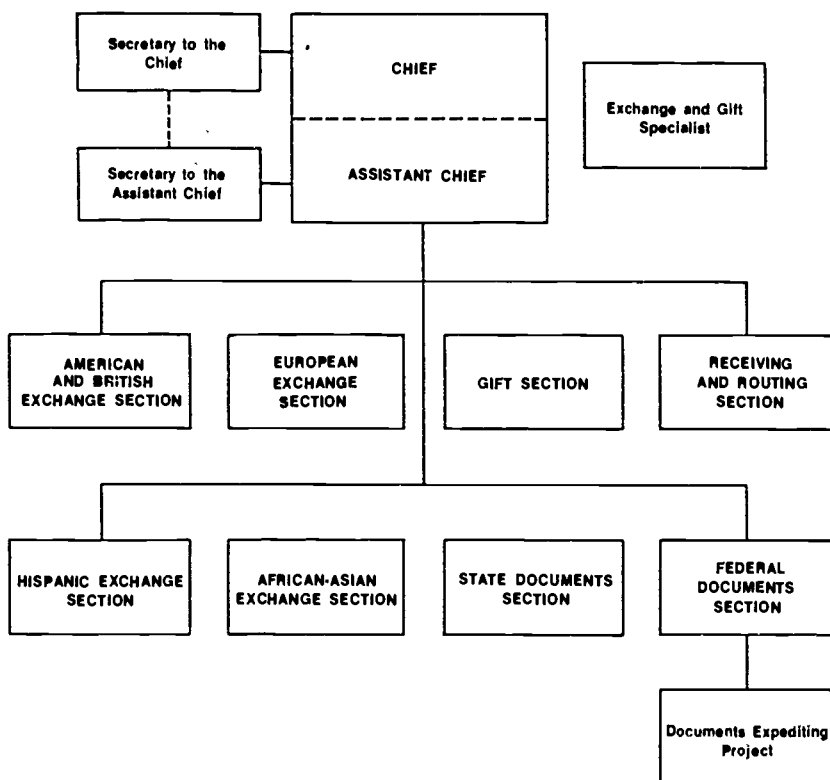 Secretary to the
Chief
CHIEF
Exchange and Gift
Specialist
Secretary to the
Assistant Chief
ASSISTANT CHIEF
AMERICAN
AND BRITISH
EXCHANGE SECTION
EUROPEAN
EXCHANGE
SECTION
GIFT SECTION
RECEIVING
AND ROUTING
SECTION
HISPANIC EXCHANGE
SECTION
AFRICAN-ASIAN
EXCHANGE SECTION
STATE DOCUMENTS
SECTION
FEDERAL
DOCUMENTS
SECTION
Documents Expediting
Project